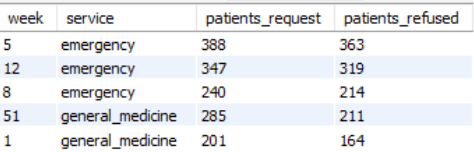 week service patients_request patients_refused
5 emergency 388 363
12 emergency 347 319
8 emergency 240 214
51 general_medicine 285 211
1 general_medicine 201 164